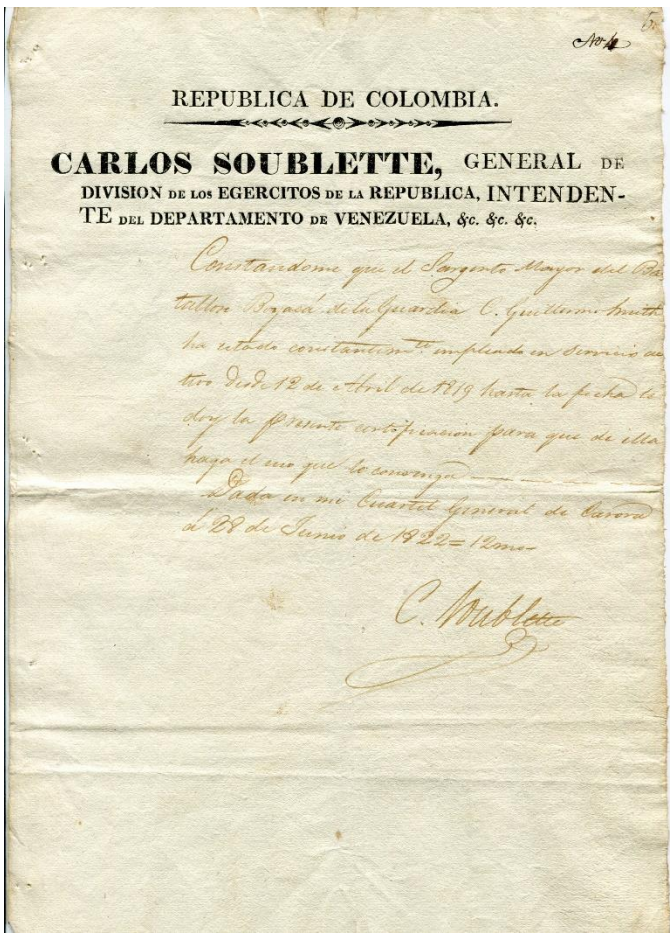 5.
No 4
REPUBLICA DE COLOMBIA.
CARLOS SOUBLETTE, GENERAL DE
DIVISION DE LOS EGERCITOS DE LA REPUBLICA, INTENDEN-
TE DEL DEPARTAMENTO DE VENEZUELA, &c. &c. &c.
Constandome que el Sargento Mayor del Ba
tallon Boyacá de la Guardia C. Guillermo Smith
ha estado constantemte. empleado en servicio ac
tivo desde 12 de Abril de 1819 hasta la fecha le
doy la presente certificacion para que de ella
haga el uso que le convenga
Dada en mi Cuartel General de Carora
á 28 de Junio de 1822 = 12mo-
C. Soublette